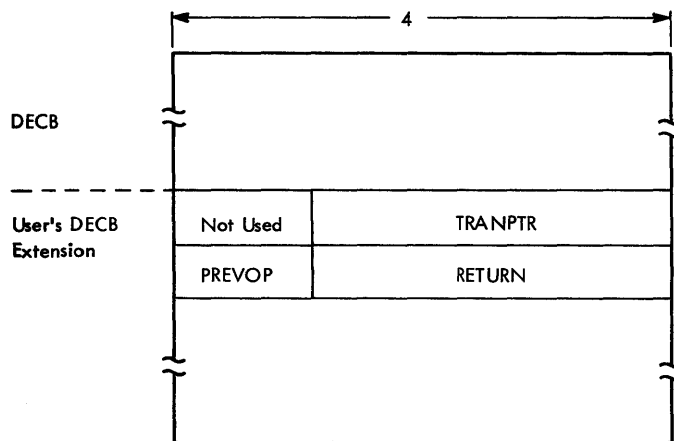 4
DECB
User's DECB
Extension
Not Used TRANPTR
PREVOP RETURN